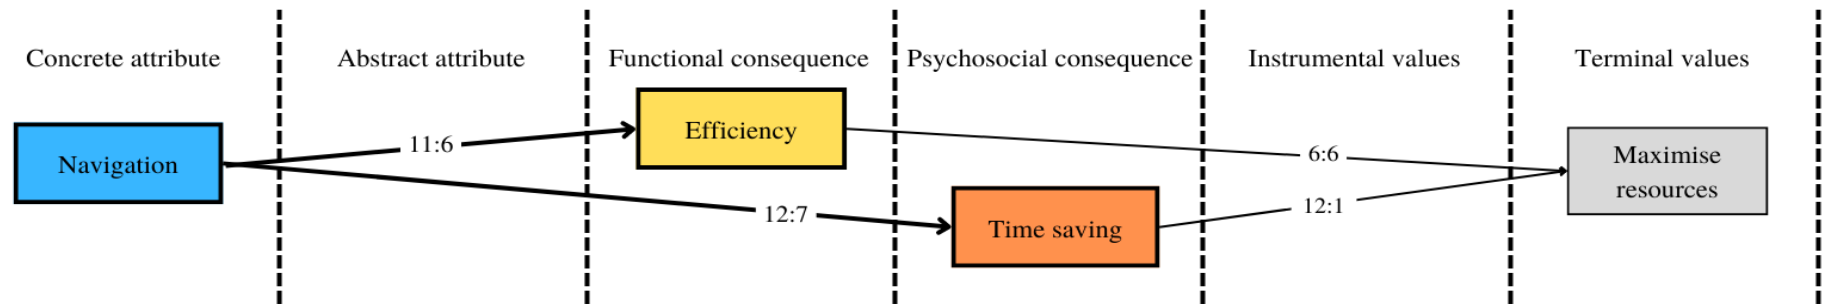 Concrete attribute
Abstract attribute
Functional consequence
Psychosocial consequence
Instrumental values
Terminal values
Navigation
11:6
12:7
Efficiency
Time saving
6:6
12:1
Maximise
resources